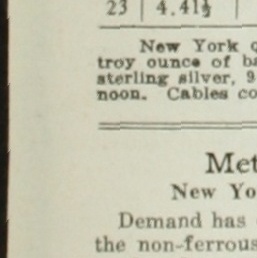 23 | 4.41½ |
New York
troy ounce of
sterling silver, 9
noon. Cables
Met
New Yo
Demand has
the non-ferrous